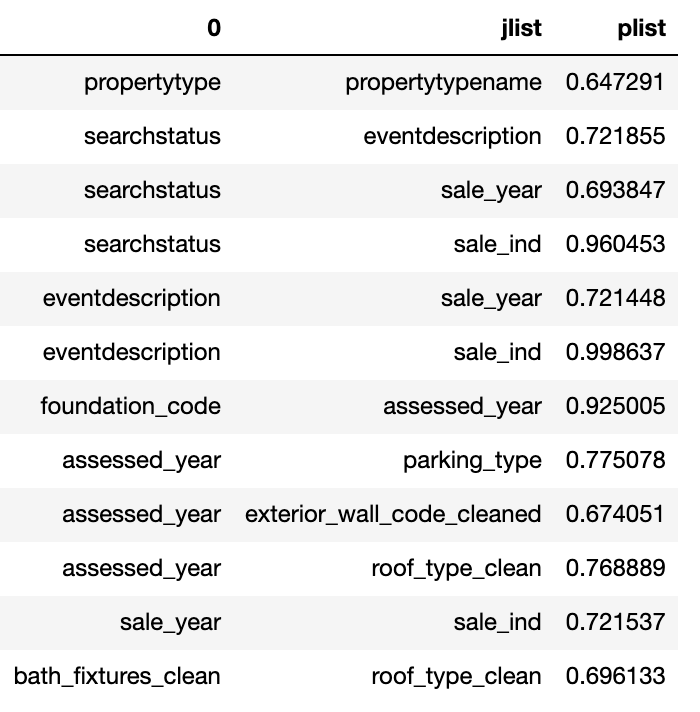 0 jlist plist
propertytype propertytypename 0.647291
searchstatus eventdescription 0.721855
searchstatus sale_year 0.693847
searchstatus sale_ind 0.960453
eventdescription sale_year 0.721448
eventdescription sale_ind 0.998637
foundation_code assessed_year 0.925005
assessed_year parking_type 0.775078
assessed_year exterior_wall_code_cleaned 0.674051
assessed_year roof_type_clean 0.768889
sale_year sale_ind 0.721537
bath_fixtures_clean roof_type_clean 0.696133